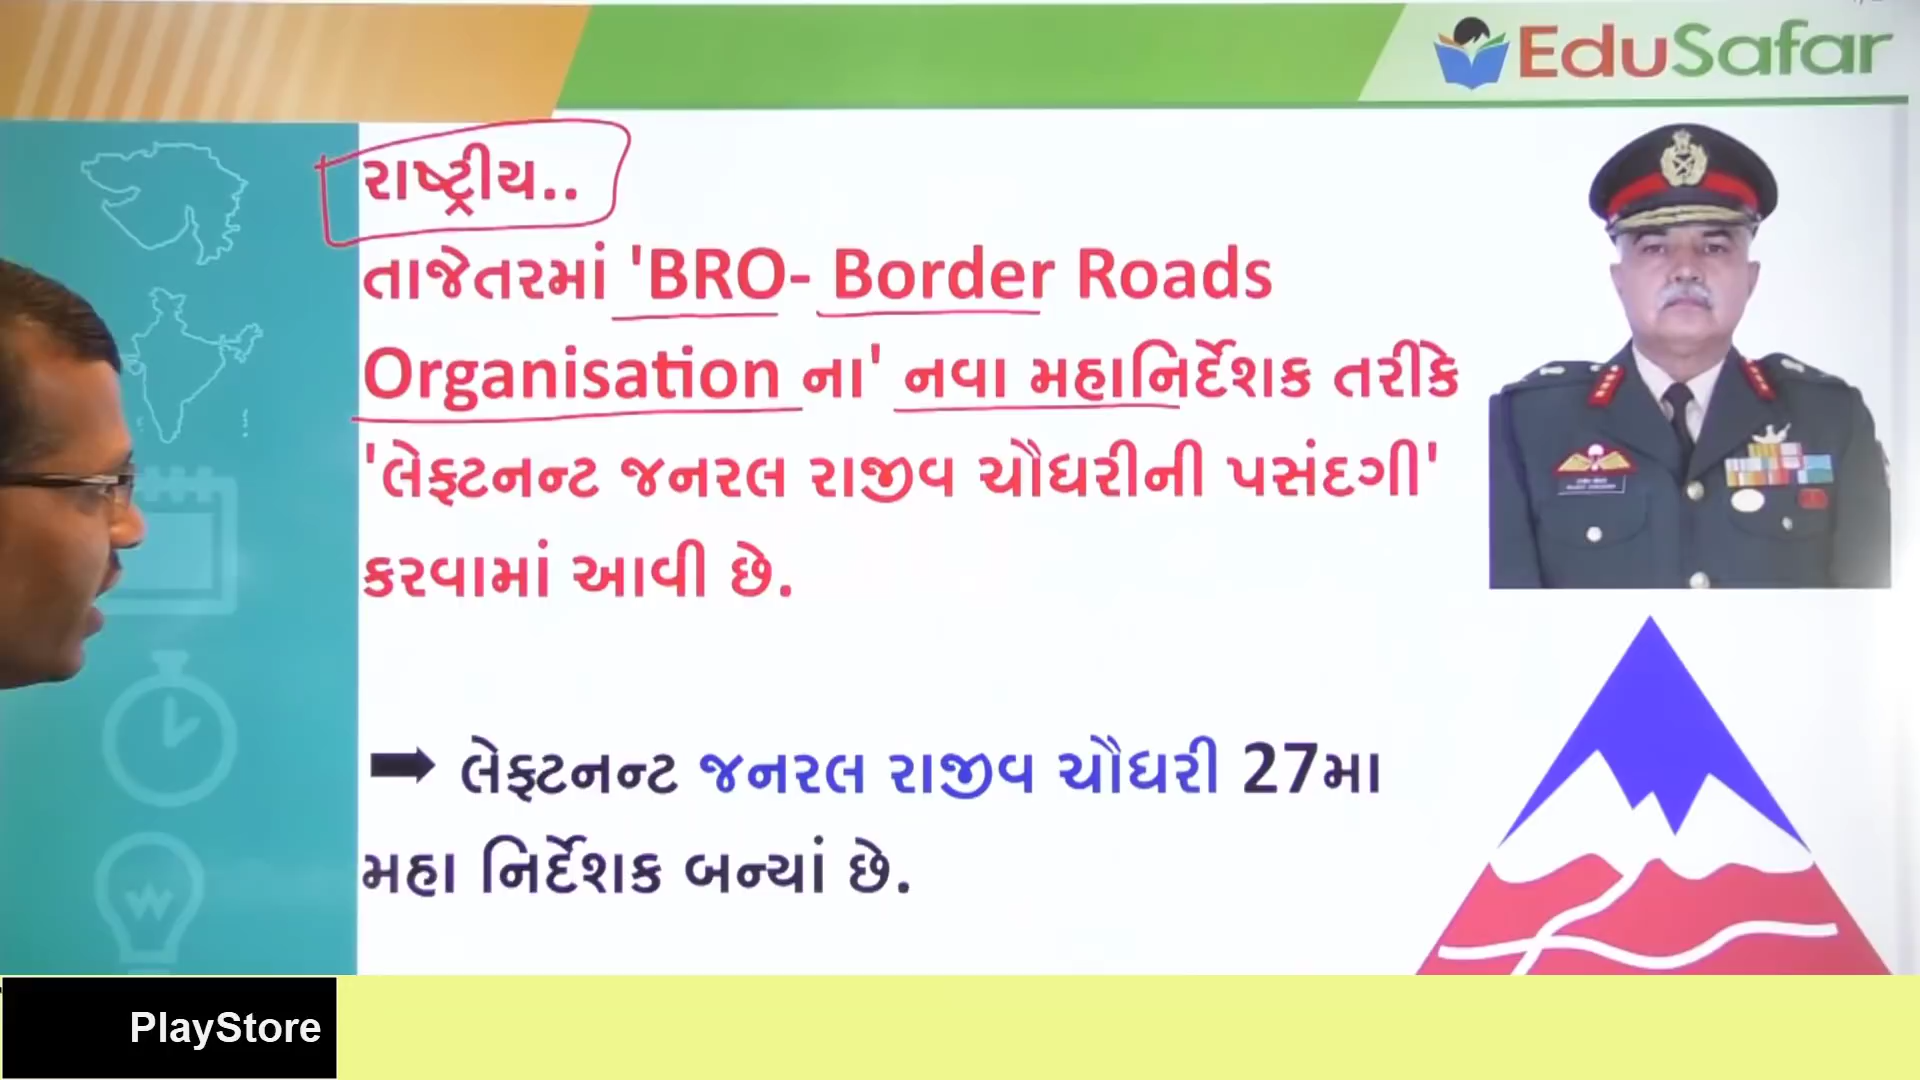 EduSafar
રાષ્ટ્રીય..
તાજેતરમાં 'BRO- Border Roads
Organisation ના' નવા મહાનિર્દેશક તરીકે
'લેફ્ટનન્ટ જનરલ રાજીવ ચૌધરીની પસંદગી'
કરવામાં આવી છે.
➡ લેફ્ટનન્ટ જનરલ રાજીવ ચૌધરી 27મા
મહા નિર્દેશક બન્યાં છે.
PlayStore